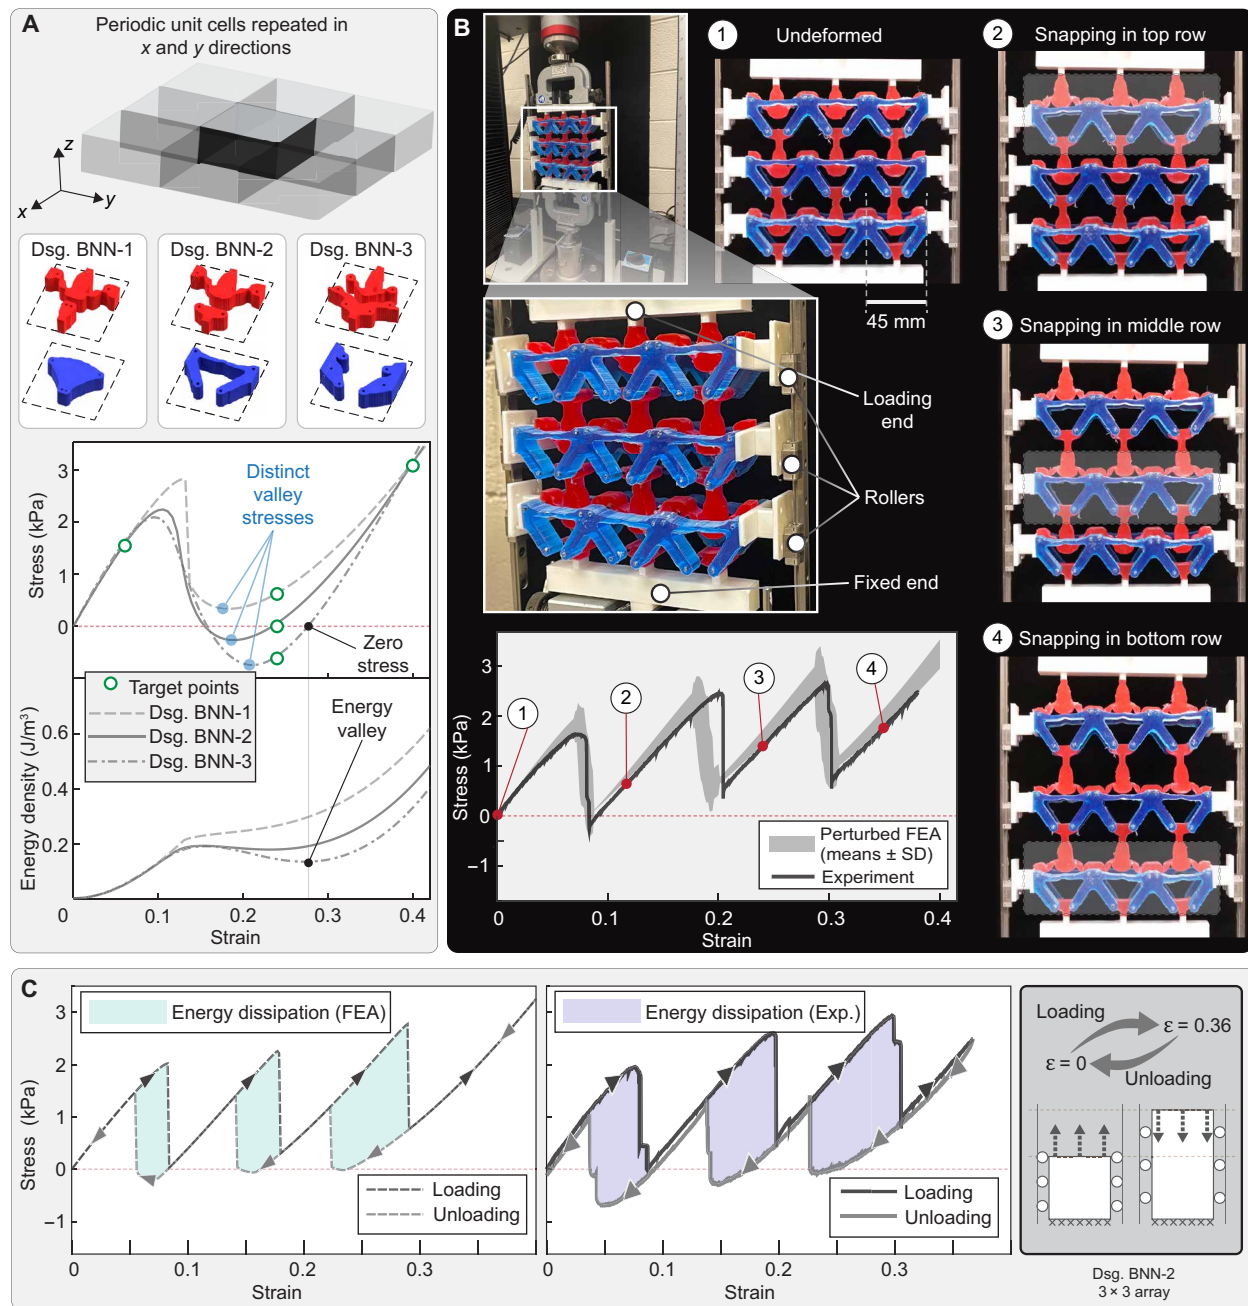 A
Periodic unit cells repeated in
x and y directions
z
x
y
Dsg. BNN-1
Dsg. BNN-2
Dsg. BNN-3
3
2
1
0
Stress (kPa)
Distinct
valley
stresses
Zero
stress
Target points
Dsg. BNN-1
Dsg. BNN-2
Dsg. BNN-3
Energy
valley
0.6
0.4
0.2
Energy density (J/m³)
0
0.1
0.2
0.3
0.4
Strain
B
1
Undeformed
45 mm
2
Snapping in top row
3
Snapping in middle row
4
Snapping in bottom row
Loading
end
Rollers
Fixed end
3
2
1
0
−1
Stress (kPa)
1
2
3
4
Perturbed FEA
(means ± SD)
Experiment
0
0.1
0.2
0.3
0.4
Strain
C
Energy dissipation (FEA)
3
2
1
0
−1
Stress (kPa)
Loading
Unloading
0
0.1
0.2
0.3
Strain
Energy dissipation (Exp.)
Loading
Unloading
0
0.1
0.2
0.3
Strain
Loading
ε = 0.36
ε = 0
Unloading
Dsg. BNN-2
3 × 3 array